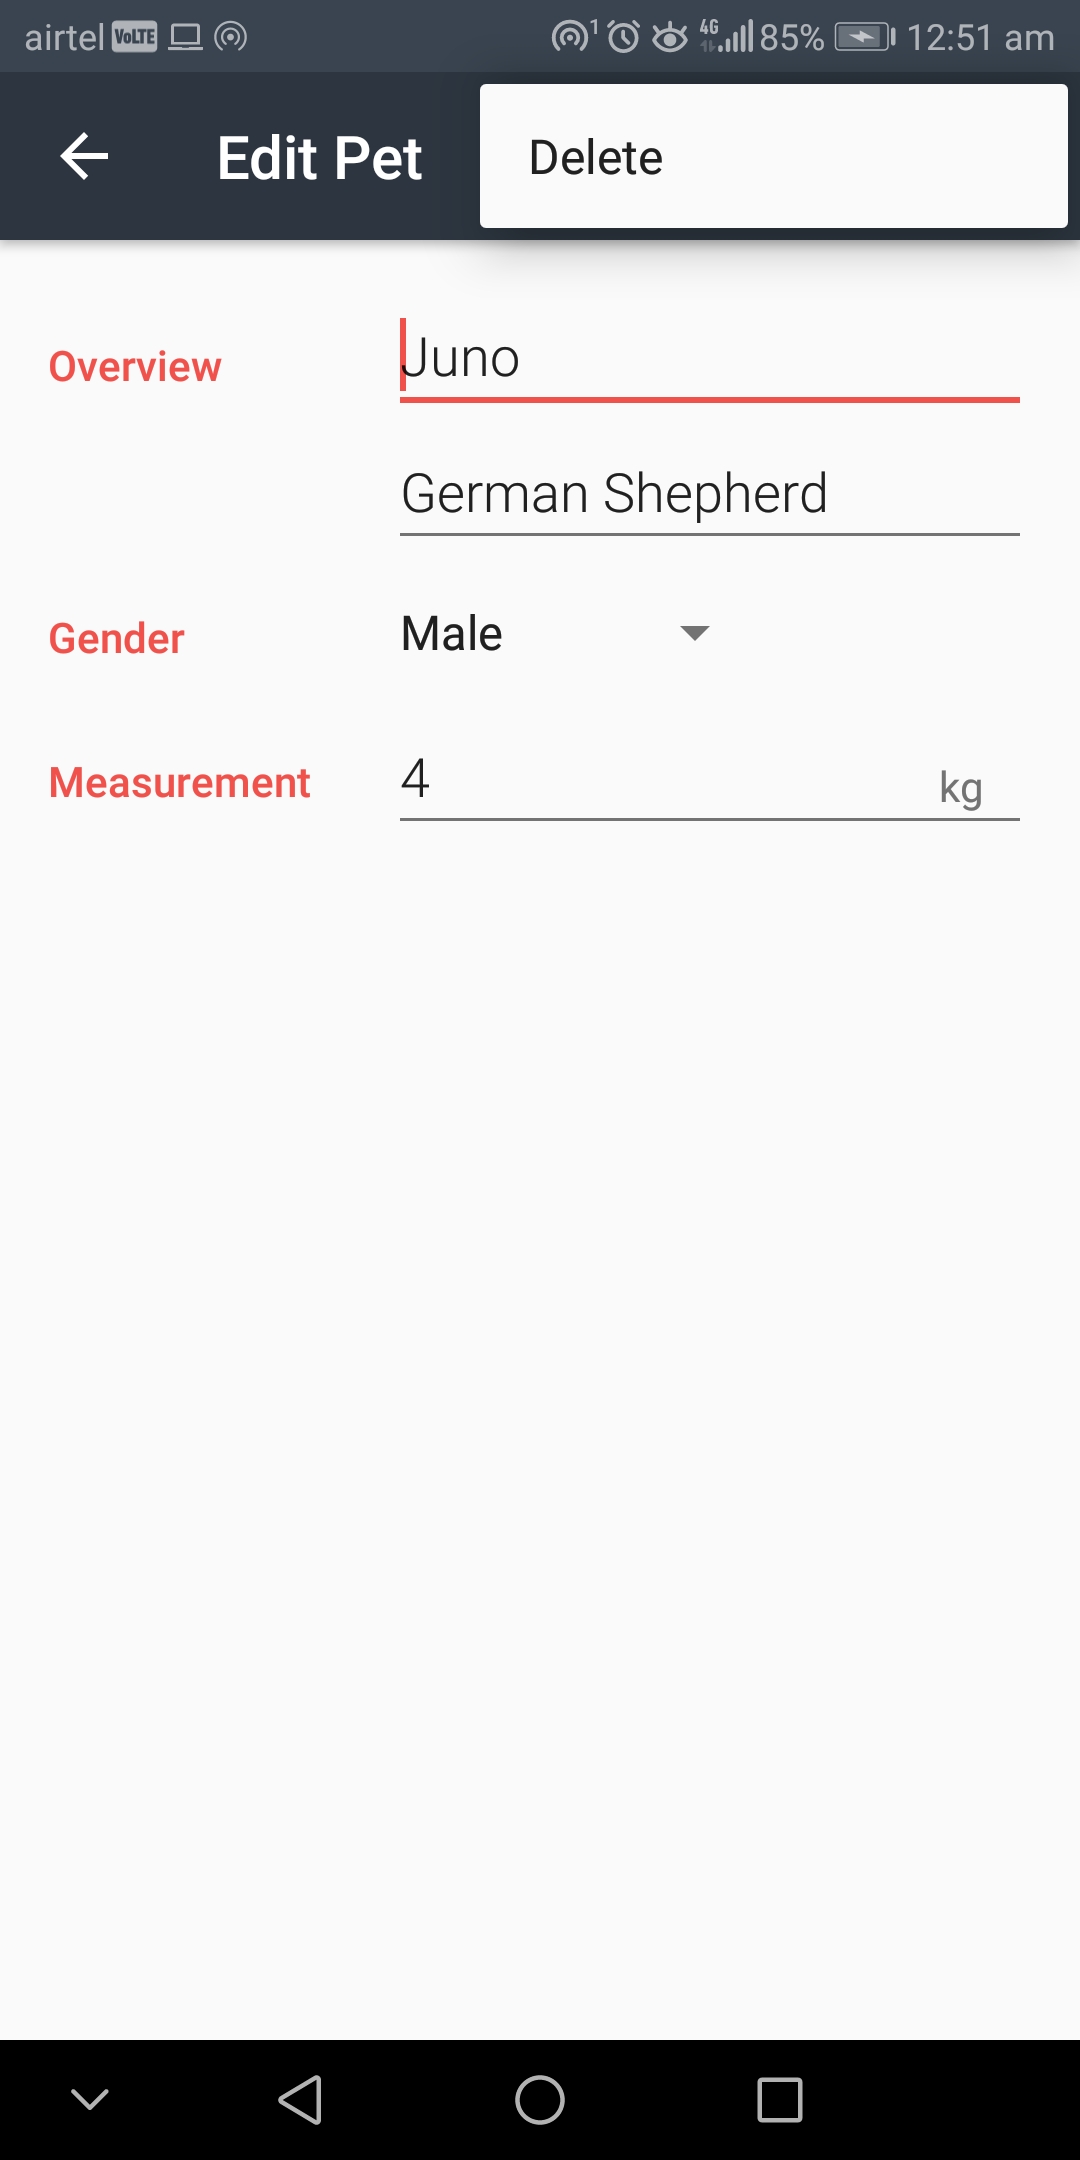 airtel VoLTE 1 4G 85% 12:51 am
Edit Pet
Delete
Overview Juno
German Shepherd
Gender Male
Measurement 4 kg